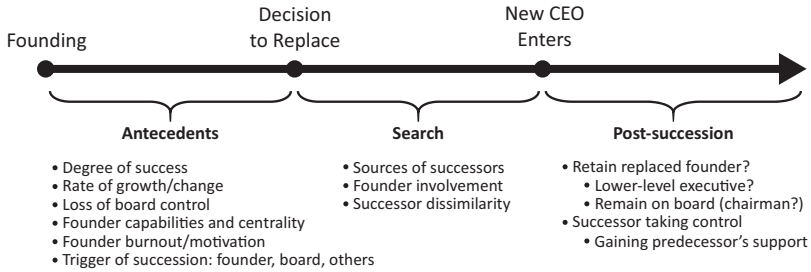 Founding
Decision
to Replace
New CEO
Enters
Antecedents
• Degree of success
• Rate of growth/change
• Loss of board control
• Founder capabilities and centrality
• Founder burnout/motivation
• Trigger of succession: founder, board, others
Search
• Sources of successors
• Founder involvement
• Successor dissimilarity
Post-succession
• Retain replaced founder?
• Lower-level executive?
• Remain on board (chairman?)
• Successor taking control
• Gaining predecessor’s support